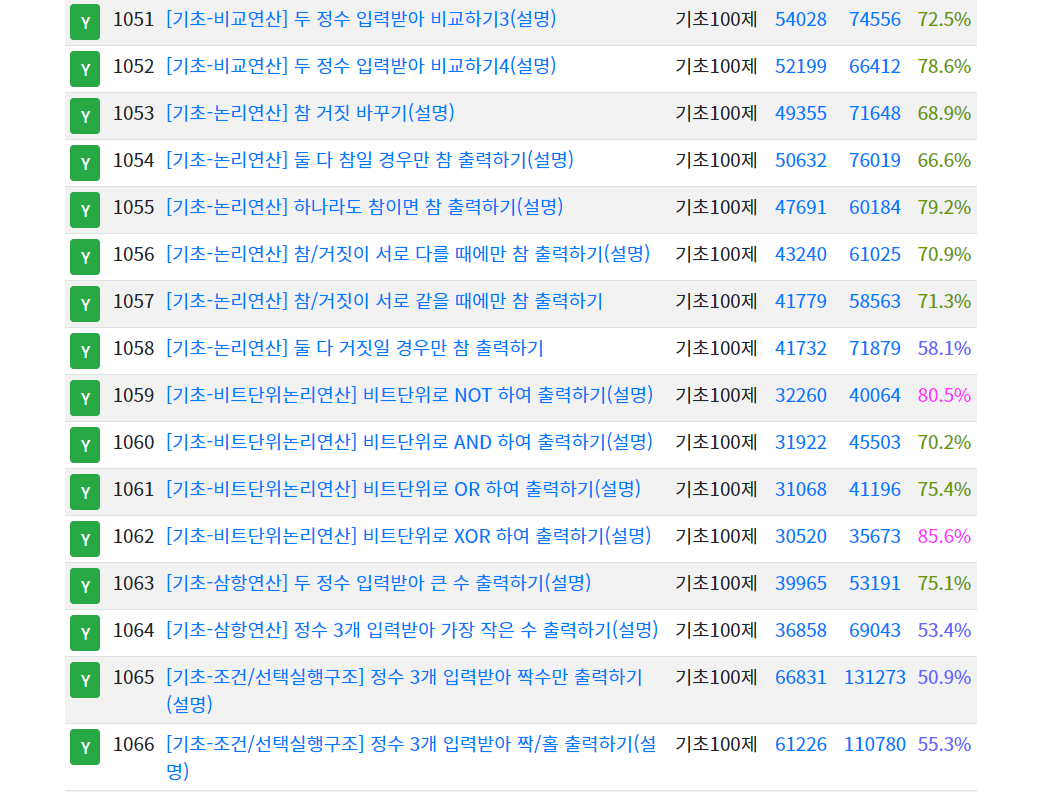 Y 1051 [기초-비교연산] 두 정수 입력받아 비교하기3(설명) 기초100제 54028 74556 72.5%
Y 1052 [기초-비교연산] 두 정수 입력받아 비교하기4(설명) 기초100제 52199 66412 78.6%
Y 1053 [기초-논리연산] 참 거짓 바꾸기(설명) 기초100제 49355 71648 68.9%
Y 1054 [기초-논리연산] 둘 다 참일 경우만 참 출력하기(설명) 기초100제 50632 76019 66.6%
Y 1055 [기초-논리연산] 하나라도 참이면 참 출력하기(설명) 기초100제 47691 60184 79.2%
Y 1056 [기초-논리연산] 참/거짓이 서로 다를 때에만 참 출력하기(설명) 기초100제 43240 61025 70.9%
Y 1057 [기초-논리연산] 참/거짓이 서로 같을 때에만 참 출력하기 기초100제 41779 58563 71.3%
Y 1058 [기초-논리연산] 둘 다 거짓일 경우만 참 출력하기 기초100제 41732 71879 58.1%
Y 1059 [기초-비트단위논리연산] 비트단위로 NOT 하여 출력하기(설명) 기초100제 32260 40064 80.5%
Y 1060 [기초-비트단위논리연산] 비트단위로 AND 하여 출력하기(설명) 기초100제 31922 45503 70.2%
Y 1061 [기초-비트단위논리연산] 비트단위로 OR 하여 출력하기(설명) 기초100제 31068 41196 75.4%
Y 1062 [기초-비트단위논리연산] 비트단위로 XOR 하여 출력하기(설명) 기초100제 30520 35673 85.6%
Y 1063 [기초-삼항연산] 두 정수 입력받아 큰 수 출력하기(설명) 기초100제 39965 53191 75.1%
Y 1064 [기초-삼항연산] 정수 3개 입력받아 가장 작은 수 출력하기(설명) 기초100제 36858 69043 53.4%
Y 1065 [기초-조건/선택실행구조] 정수 3개 입력받아 짝수만 출력하기 기초100제 66831 131273 50.9%
(설명)
Y 1066 [기초-조건/선택실행구조] 정수 3개 입력받아 짝/홀 출력하기(설 기초100제 61226 110780 55.3%
명)